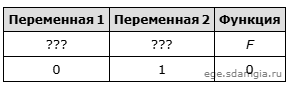 Переменная 1 Переменная 2 Функция
??? ??? F
0 1 0
ege.sdamgia.ru